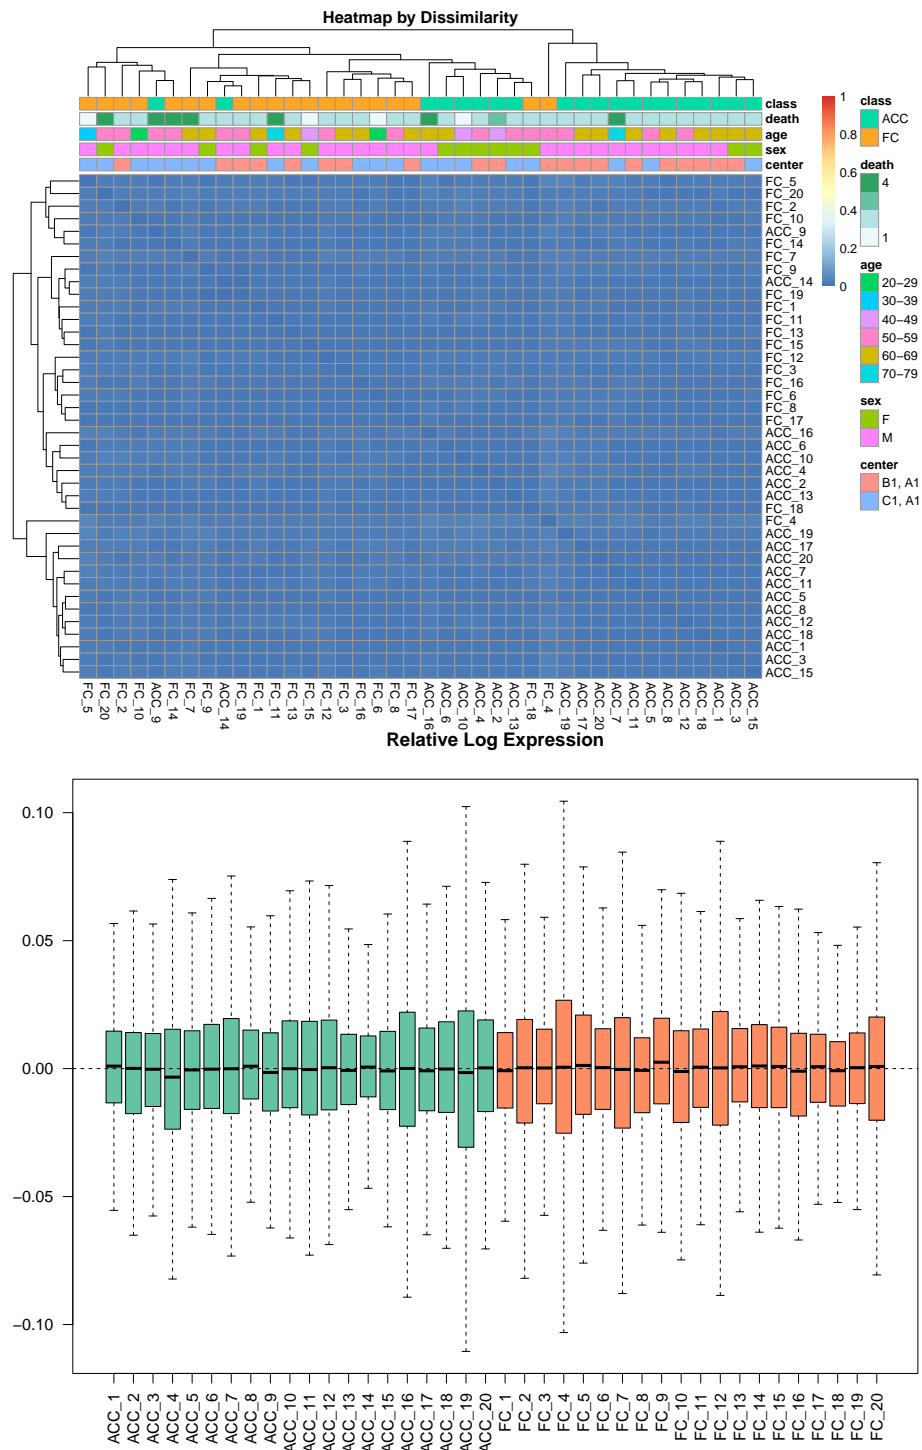 Heatmap by Dissimilarity
class
death
age
sex
center
FC_5
FC_20
FC_2
FC_10
ACC_9
FC_14
FC_7
FC_9
ACC_14
FC_19
FC_1
FC_11
FC_13
FC_15
FC_12
FC_3
FC_16
FC_6
FC_8
FC_17
ACC_16
ACC_6
ACC_10
ACC_4
ACC_2
ACC_13
FC_18
FC_4
ACC_19
ACC_17
ACC_20
ACC_7
ACC_11
ACC_5
ACC_8
ACC_12
ACC_18
ACC_1
ACC_3
ACC_15
1
0.8
0.6
0.4
0.2
0
class
ACC
FC
death
4
1
age
20−29
30−39
40−49
50−59
60−69
70−79
sex
F
M
center
B1, A1
C1, A1
FC_5
FC_20
FC_2
FC_10
ACC_9
FC_14
FC_7
FC_9
ACC_14
FC_19
FC_1
FC_11
FC_13
FC_15
FC_12
FC_3
FC_16
FC_6
FC_8
FC_17
ACC_16
ACC_6
ACC_10
ACC_4
ACC_2
ACC_13
FC_18
FC_4
ACC_19
ACC_17
ACC_20
ACC_7
ACC_11
ACC_5
ACC_8
ACC_12
ACC_18
ACC_1
ACC_3
ACC_15
Relative Log Expression
0.10
0.05
0.00
−0.05
−0.10
ACC_1
ACC_2
ACC_3
ACC_4
ACC_5
ACC_6
ACC_7
ACC_8
ACC_9
ACC_10
ACC_11
ACC_12
ACC_13
ACC_14
ACC_15
ACC_16
ACC_17
ACC_18
ACC_19
ACC_20
FC_1
FC_2
FC_3
FC_4
FC_5
FC_6
FC_7
FC_8
FC_9
FC_10
FC_11
FC_12
FC_13
FC_14
FC_15
FC_16
FC_17
FC_18
FC_19
FC_20